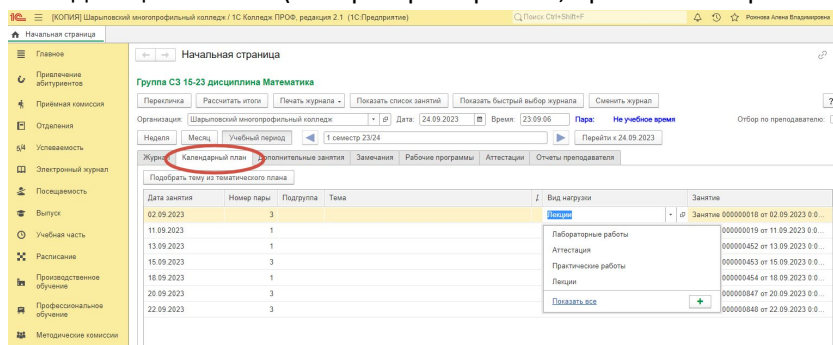 [КОПИЯ] Шарыповский многопрофильный колледж / 1С Колледж ПРОФ, редакция 2.1 (1С:Предприятие)
Поиск Ctrl+Shift+F
Рожнова Алена Владимировна
Начальная страница
Главное
Привлечение абитуриентов
Приёмная комиссия
Отделения
Успеваемость
Электронный журнал
Посещаемость
Выпуск
Учебная часть
Расписание
Производственное обучение
Профессиональное обучение
Методические комиссии
Начальная страница
Группа СЗ 15-23 дисциплина Математика
Перекличка Рассчитать итоги Печать журнала Показать список занятий Показать быстрый выбор журнала Сменить журнал ?
Организация: Шарыповский многопрофильный колледж Дата: 24.09.2023 Время: 23:09:06 Пара: Не учебное время Отбор по преподавателю:
Неделя Месяц Учебный период 1 семестр 23/24 Перейти к 24.09.2023
Журнал Календарный план Дополнительные занятия Замечания Рабочие программы Аттестации Отчеты преподавателя
Подобрать тему из тематического плана
Дата занятия Номер пары Подгруппа Тема Вид нагрузки Занятие
02.09.2023 3 Лекции Занятие 000000018 от 02.09.2023 0:0...
11.09.2023 1 000000019 от 11.09.2023 0:0...
13.09.2023 1 000000452 от 13.09.2023 0:0...
15.09.2023 3 000000453 от 15.09.2023 0:0...
18.09.2023 1 000000454 от 18.09.2023 0:0...
20.09.2023 3 000000847 от 20.09.2023 0:0...
22.09.2023 3 000000848 от 22.09.2023 0:0...
Лабораторные работы
Аттестация
Практические работы
Лекции
Показать все